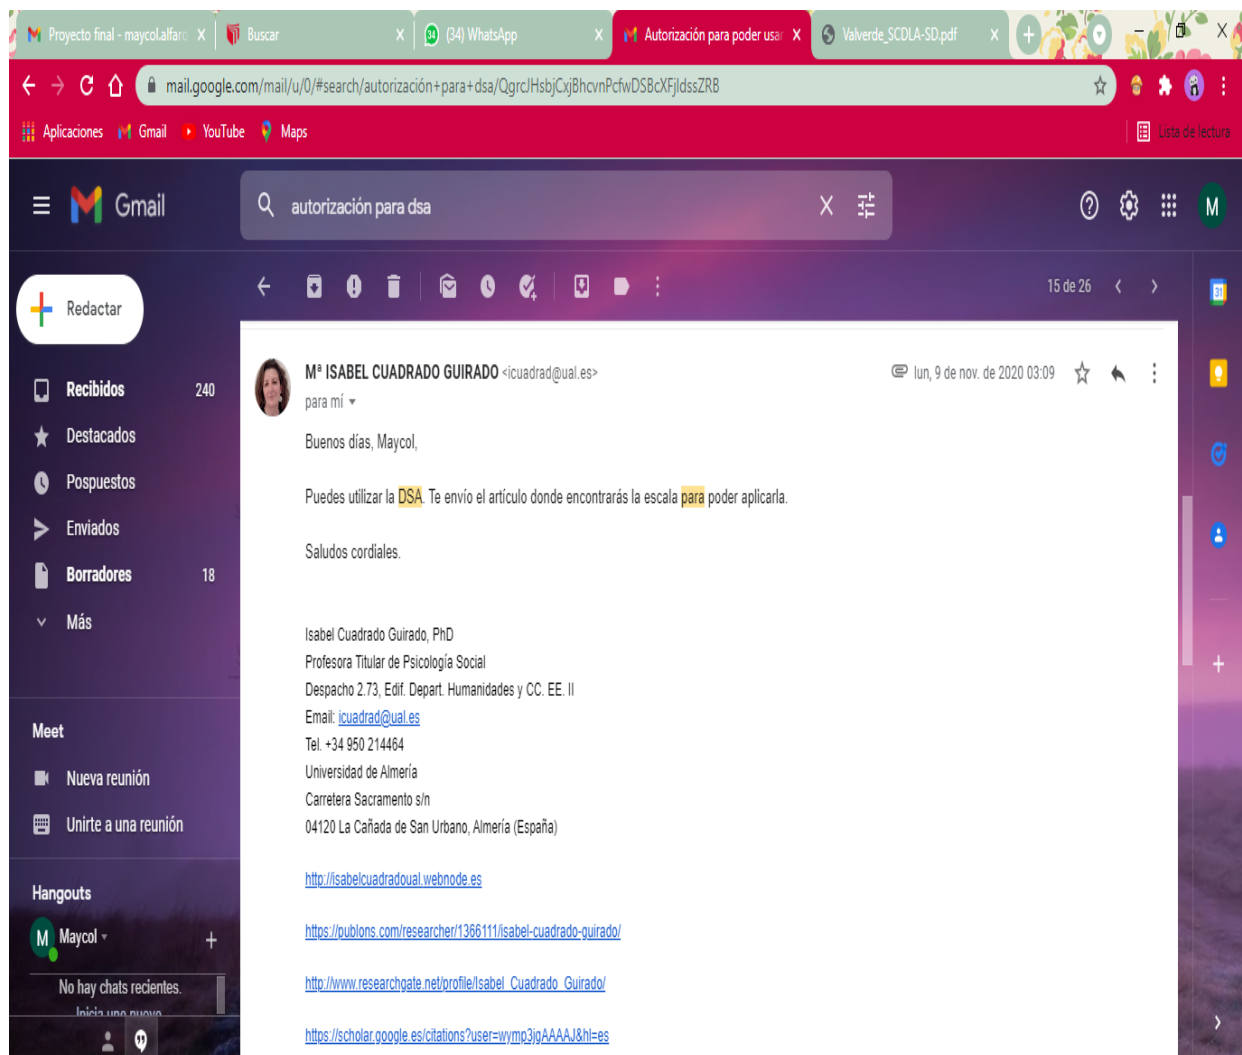 Proyecto final - maycol.alfaro
Buscar
(34) WhatsApp
Autorización para poder usar
Valverde_SCDLA-SD.pdf
mail.google.com/mail/u/0/#search/autorización+para+dsa/QgrcJHsbjCxjBhcvnPcfwDSBcXFjldssZRB
Aplicaciones
Gmail
YouTube
Maps
Lista de lectura
Gmail
autorización para dsa
M
Redactar
15 de 26
31
Recibidos 240
Destacados
Pospuestos
Enviados
Borradores 18
Más
Mª ISABEL CUADRADO GUIRADO <icuadrad@ual.es>
lun, 9 de nov. de 2020 03:09
para mí
Buenos días, Maycol,
Puedes utilizar la DSA. Te envío el artículo donde encontrarás la escala para poder aplicarla.
Saludos cordiales.
Isabel Cuadrado Guirado, PhD
Profesora Titular de Psicología Social
Despacho 2.73, Edif. Depart. Humanidades y CC. EE. II
Email: icuadrad@ual.es
Tel. +34 950 214464
Universidad de Almería
Carretera Sacramento s/n
04120 La Cañada de San Urbano, Almería (España)
http://isabelcuadradoual.webnode.es
https://publons.com/researcher/1366111/isabel-cuadrado-guirado/
http://www.researchgate.net/profile/Isabel_Cuadrado_Guirado/
https://scholar.google.es/citations?user=wymp3jgAAAAJ&hl=es
Meet
Nueva reunión
Unirte a una reunión
Hangouts
M Maycol
No hay chats recientes.
Inicia uno nuevo